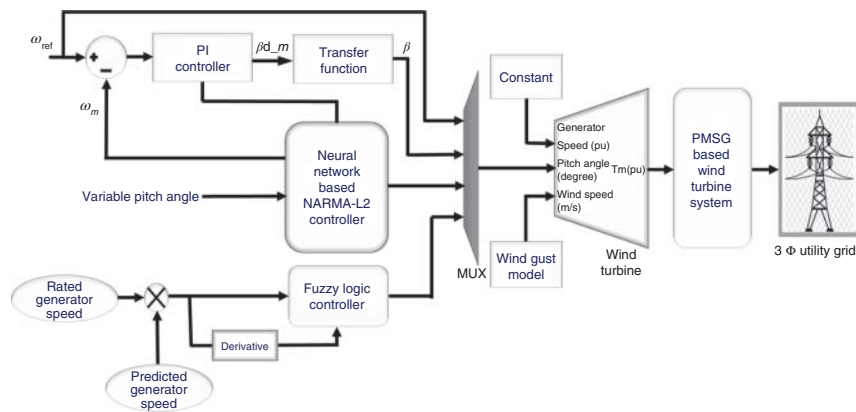 ω_ref
+
−
PI
controller
βd_m
Transfer
function
β
ω_m
Neural
network
based
NARMA-L2
controller
Variable pitch angle
Rated
generator
speed
Predicted
generator
speed
Derivative
Fuzzy logic
controller
MUX
Constant
Generator
Speed (pu)
Pitch angle
(degree)
Wind speed
(m/s)
Tm(pu)
Wind
turbine
Wind gust
model
PMSG
based
wind
turbine
system
3 Φ utility grid